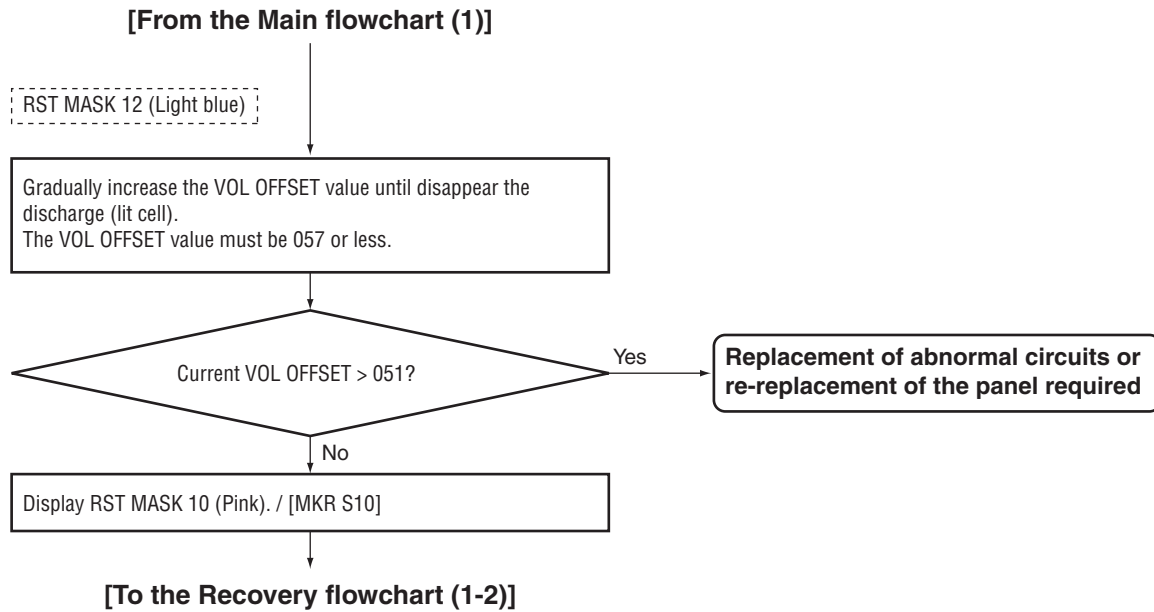 [From the Main flowchart (1)]
RST MASK 12 (Light blue)
Gradually increase the VOL OFFSET value until disappear the
discharge (lit cell).
The VOL OFFSET value must be 057 or less.
Current VOL OFFSET > 051?
Yes
Replacement of abnormal circuits or
re-replacement of the panel required
No
Display RST MASK 10 (Pink). / [MKR S10]
[To the Recovery flowchart (1-2)]